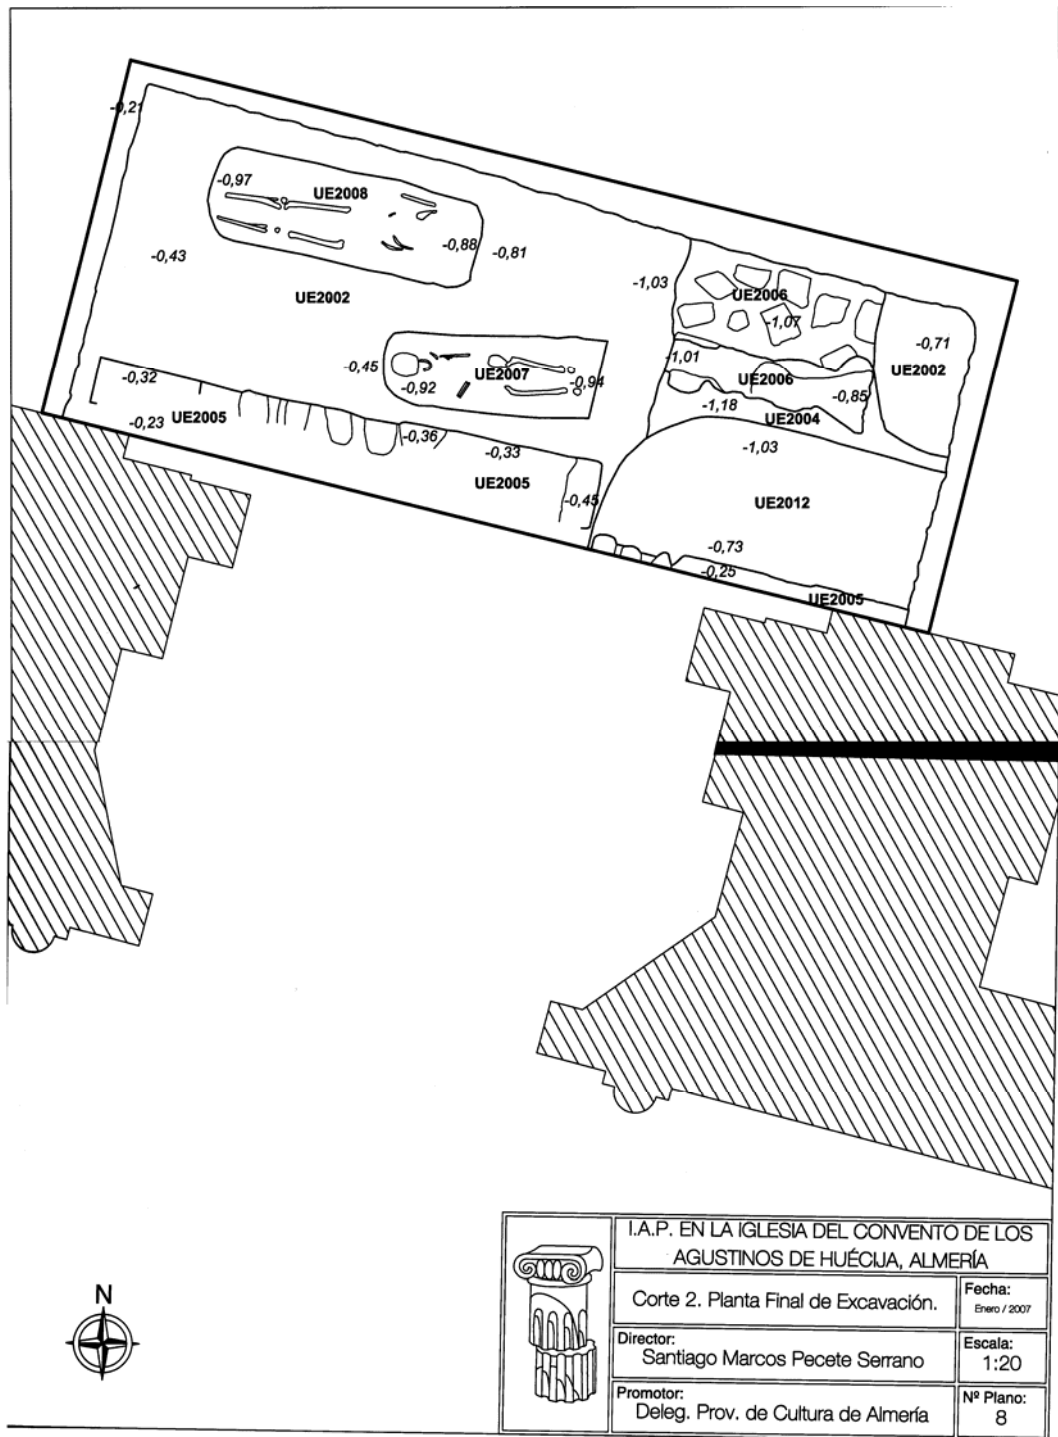 -0,21
-0,97
UE2008
-0,88
-0,81
-0,43
UE2002
-1,03
UE2006
-1,07
-0,71
UE2002
-0,45
-0,92
UE2007
-0,94
-1,01
UE2006
-0,85
-1,18
UE2004
-1,03
-0,32
-0,23
UE2005
-0,36
-0,33
UE2005
-0,45
UE2012
-0,73
-0,25
UE2005
N
I.A.P. EN LA IGLESIA DEL CONVENTO DE LOS
AGUSTINOS DE HUÉCIJA, ALMERÍA
Corte 2. Planta Final de Excavación.
Fecha:
Enero / 2007
Director:
Santiago Marcos Pecete Serrano
Escala:
1:20
Promotor:
Deleg. Prov. de Cultura de Almería
Nº Plano:
8